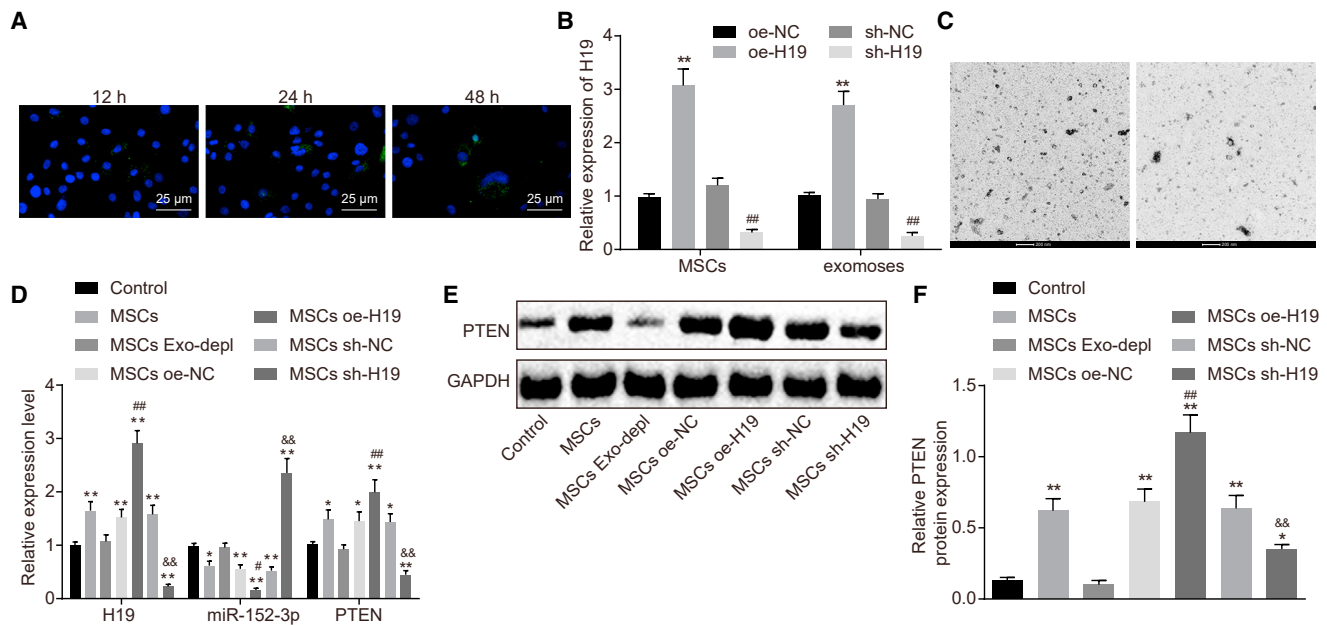 A
12 h
24 h
48 h
25 µm
25 µm
25 µm
B
oe-NC
sh-NC
oe-H19
sh-H19
Relative expression of H19
4
3
2
1
0
**
##
**
##
MSCs
exomoses
C
200 nm
200 nm
D
Control
MSCs
MSCs oe-H19
MSCs Exo-depl
MSCs sh-NC
MSCs oe-NC
MSCs sh-H19
Relative expression level
4
3
2
1
0
**
**
##
**
**
&&
**
*
**
#
**
**
&&
**
*
*
##
**
*
&&
**
H19
miR-152-3p
PTEN
E
PTEN
GAPDH
Control
MSCs
MSCs Exo-depl
MSCs oe-NC
MSCs oe-H19
MSCs sh-NC
MSCs sh-H19
F
Control
MSCs
MSCs oe-H19
MSCs Exo-depl
MSCs sh-NC
MSCs oe-NC
MSCs sh-H19
Relative PTEN
protein expression
1.5
1.0
0.5
0.0
**
**
##
**
**
&&
*